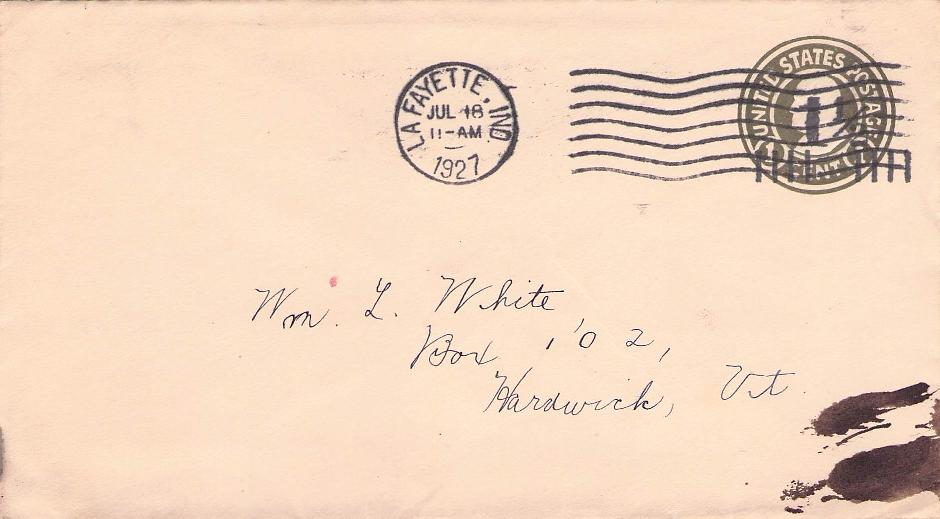 LA FAYETTE, IND.
JUL 18
11-AM
1927
UNITED STATES POSTAGE
1½
Wm. L. White
Box 102,
Hardwick, Vt.